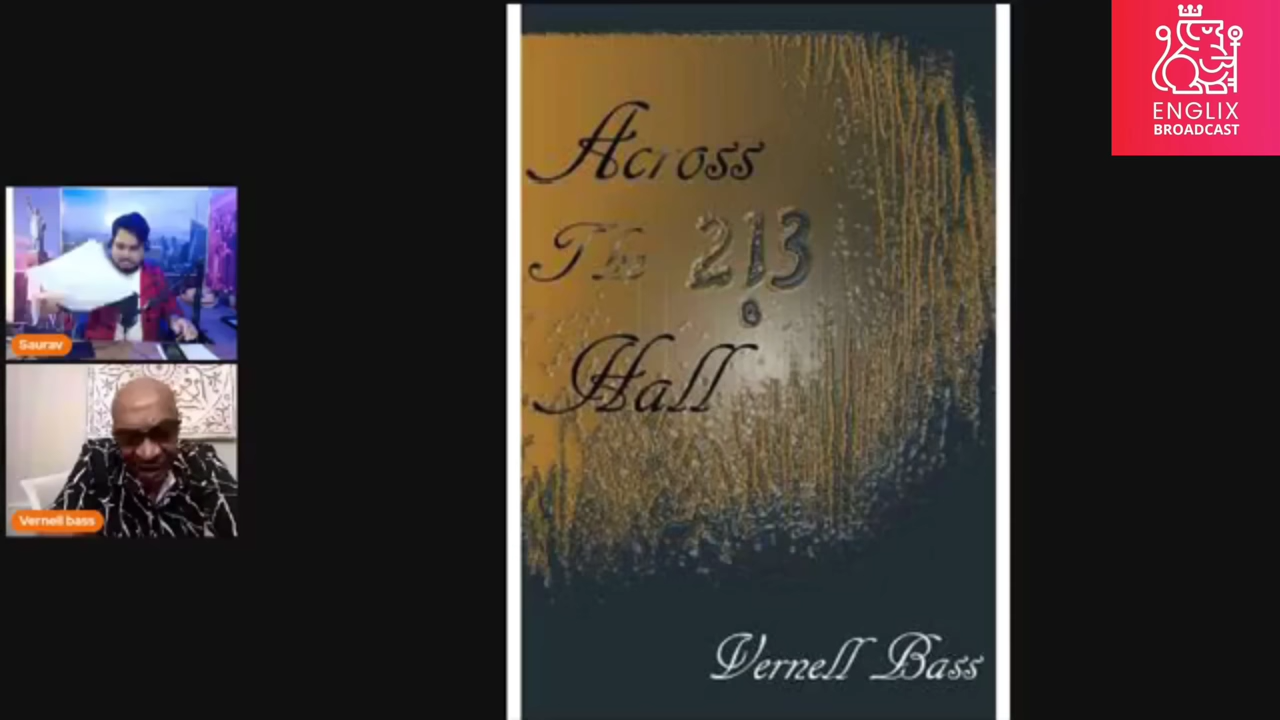 ENGLIX
BROADCAST
Across
The 213
Hall
Saurav
Vernell bass
Vernell Bass